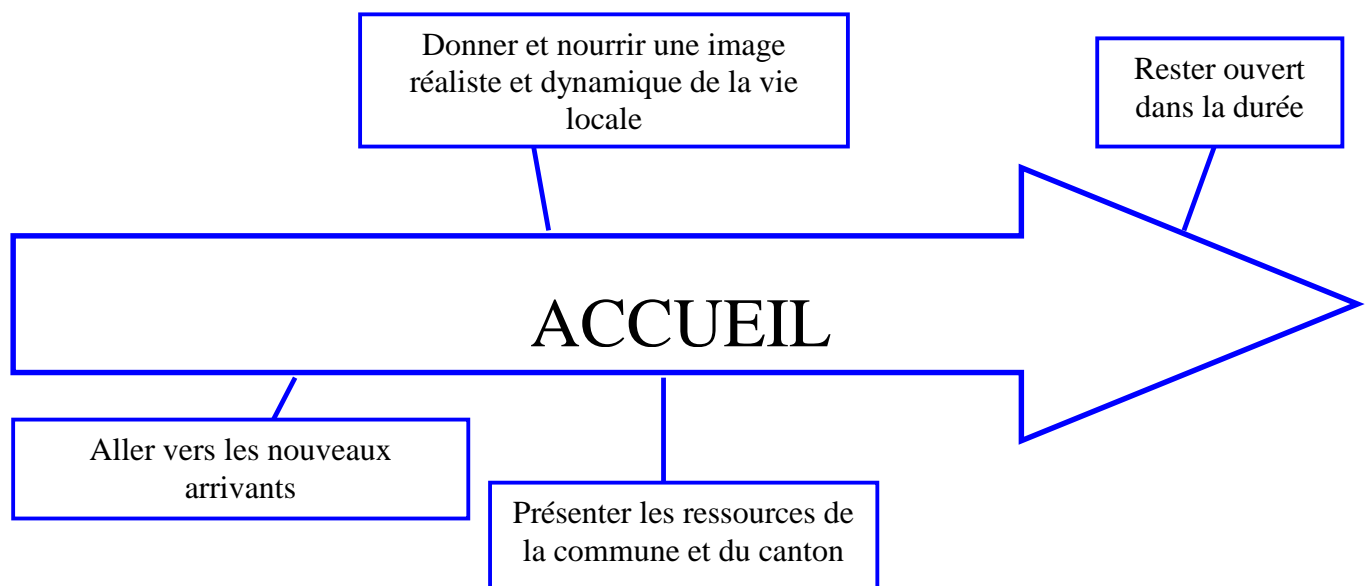 Donner et nourrir une image
réaliste et dynamique de la vie
locale
Rester ouvert
dans la durée
ACCUEIL
Aller vers les nouveaux
arrivants
Présenter les ressources de
la commune et du canton